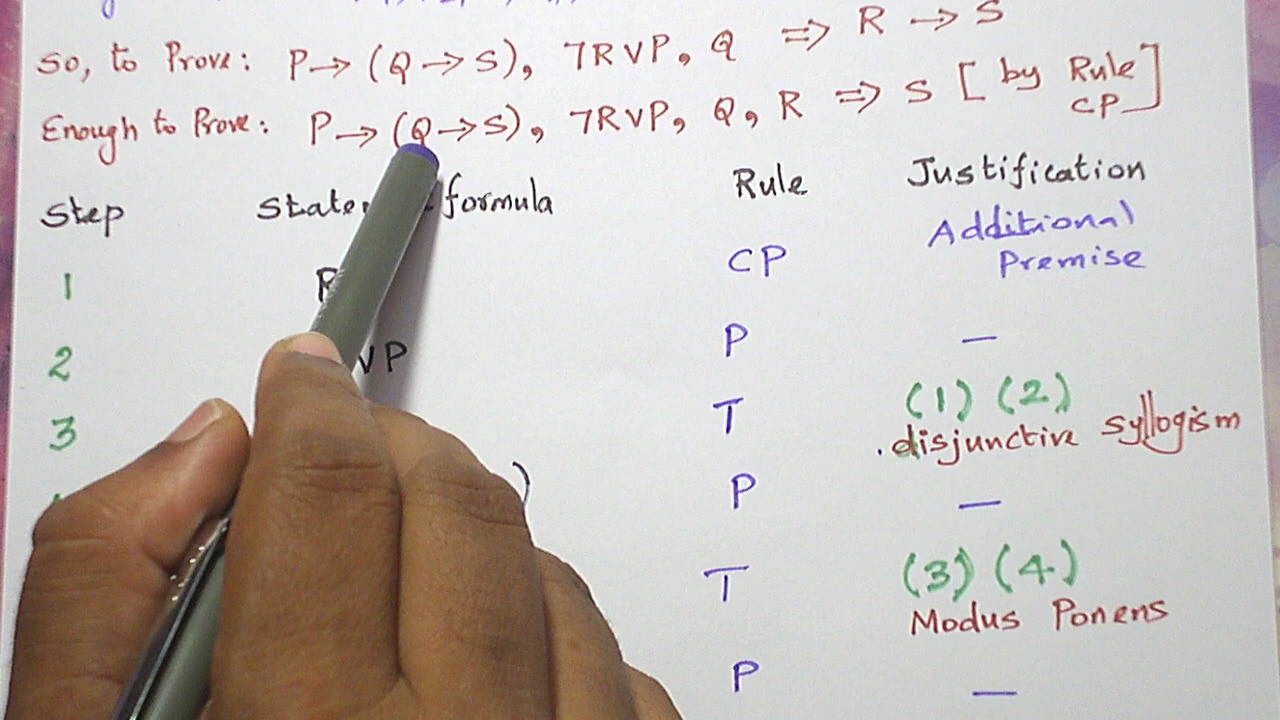 So, to Prove: P → (Q → S), ¬R ∨ P, Q ⇒ R → S
Enough to Prove: P → (Q → S), ¬R ∨ P, Q, R ⇒ S [by Rule CP]
Step formula Rule Justification
1 CP Additional Premise
2 ∨ P P —
3 T (1) (2) disjunctive syllogism
) P —
T (3) (4) Modus Ponens
P —